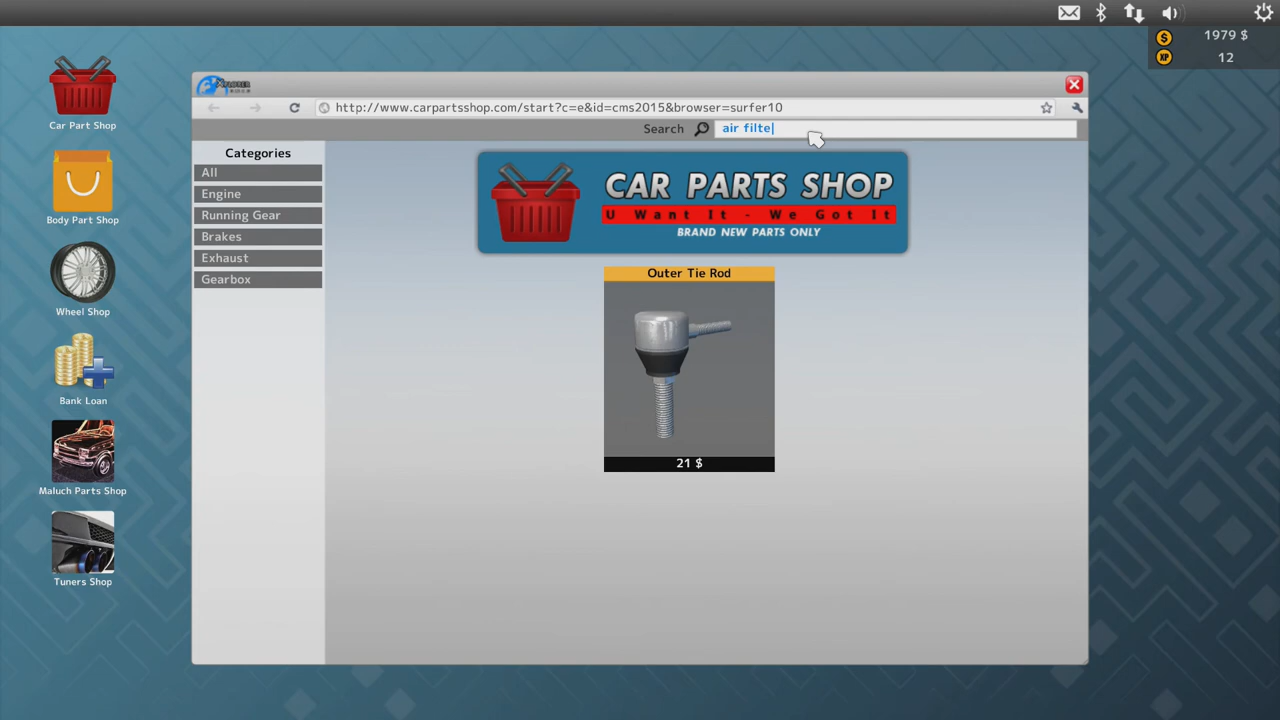 1979 $
12
Car Part Shop
Body Part Shop
Wheel Shop
Bank Loan
Maluch Parts Shop
Tuners Shop
http://www.carpartsshop.com/start?c=e&id=cms2015&browser=surfer10
Search
air filte
Categories
All
Engine
Running Gear
Brakes
Exhaust
Gearbox
CAR PARTS SHOP
U Want It - We Got It
BRAND NEW PARTS ONLY
Outer Tie Rod
21 $